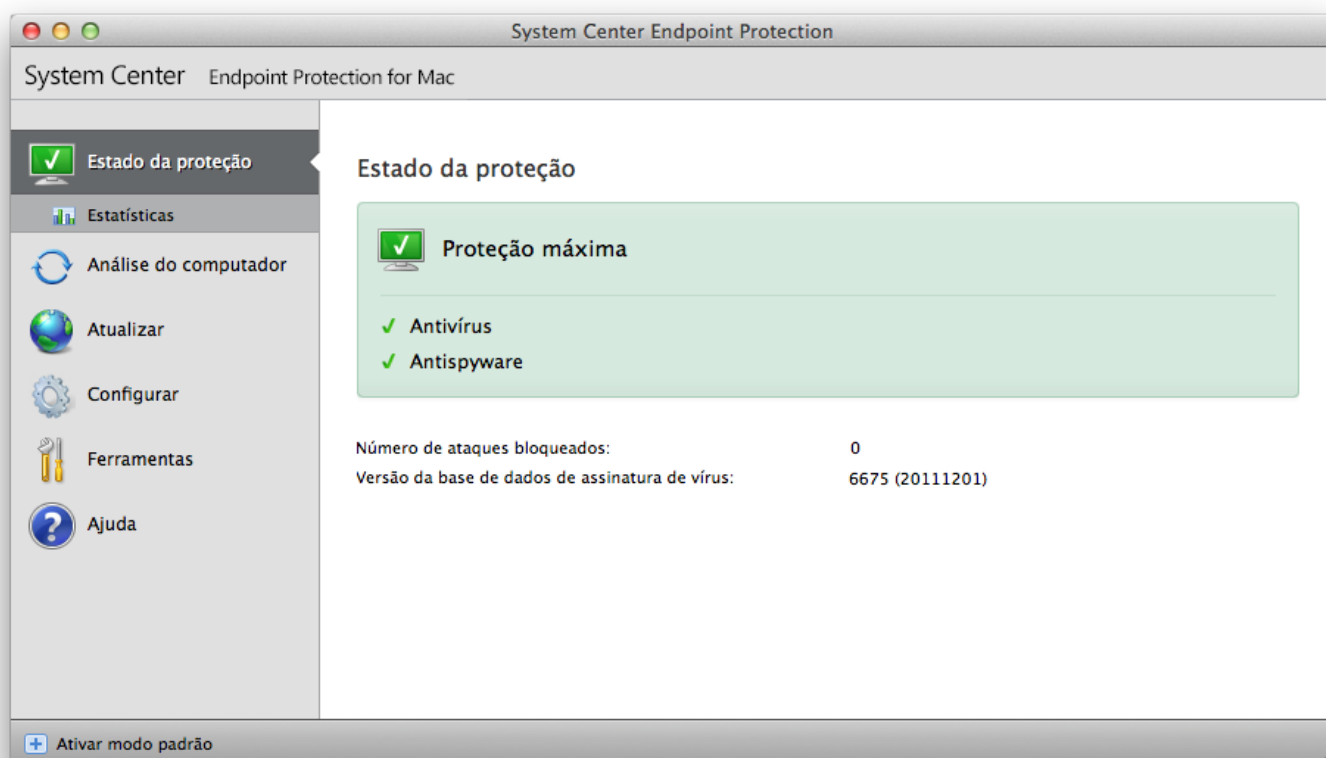 System Center Endpoint Protection
System Center Endpoint Protection for Mac
Estado da proteção
Estatísticas
Análise do computador
Atualizar
Configurar
Ferramentas
Ajuda
Estado da proteção
Proteção máxima
Antivírus
Antispyware
Número de ataques bloqueados: 0
Versão da base de dados de assinatura de vírus: 6675 (20111201)
Ativar modo padrão